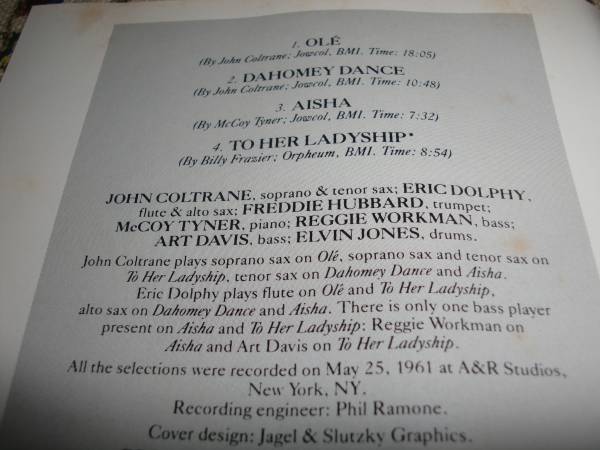 1. OLÉ
(By John Coltrane; Jowcol, BMI. Time: 18:05)
2. DAHOMEY DANCE
(By John Coltrane; Jowcol, BMI. Time: 10:48)
3. AISHA
(By McCoy Tyner; Jowcol, BMI. Time: 7:32)
4. TO HER LADYSHIP*
(By Billy Frazier; Orpheum, BMI. Time: 8:54)
JOHN COLTRANE, soprano & tenor sax; ERIC DOLPHY,
flute & alto sax; FREDDIE HUBBARD, trumpet;
McCOY TYNER, piano; REGGIE WORKMAN, bass;
ART DAVIS, bass; ELVIN JONES, drums.
John Coltrane plays soprano sax on Olé, soprano sax and tenor sax on
To Her Ladyship, tenor sax on Dahomey Dance and Aisha.
Eric Dolphy plays flute on Olé and To Her Ladyship,
alto sax on Dahomey Dance and Aisha. There is only one bass player
present on Aisha and To Her Ladyship: Reggie Workman on
Aisha and Art Davis on To Her Ladyship.
All the selections were recorded on May 25, 1961 at A&R Studios,
New York, NY.
Recording engineer: Phil Ramone.
Cover design: Jagel & Slutzky Graphics.